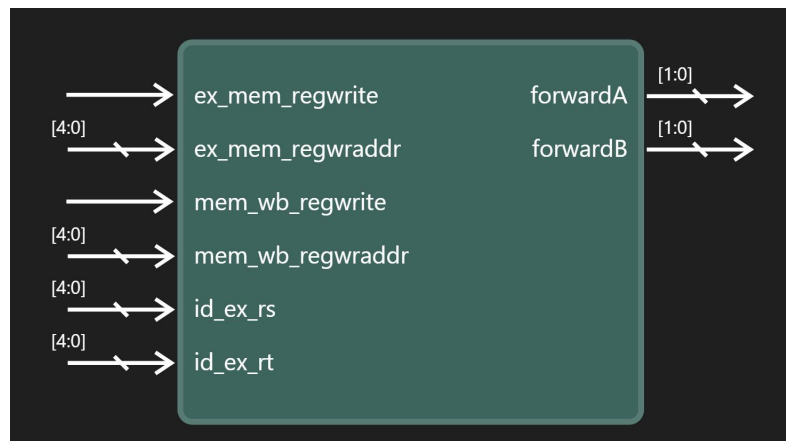 ex_mem_regwrite forwardA [1:0]
[4:0] ex_mem_regwraddr forwardB [1:0]
mem_wb_regwrite
[4:0] mem_wb_regwraddr
[4:0] id_ex_rs
[4:0] id_ex_rt